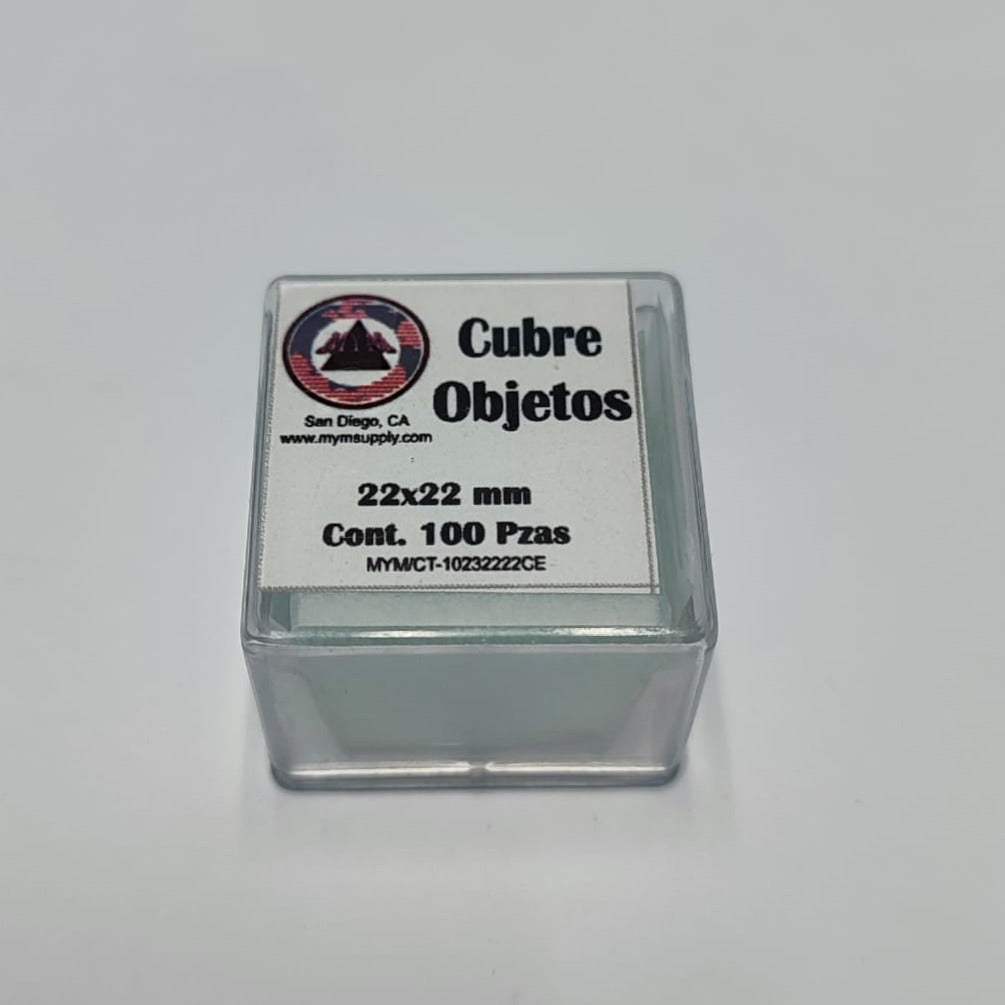 Cubre
Objetos
San Diego, CA
www.mymsupply.com
22x22 mm
Cont. 100 Pzas
MYM/CT-10232222CE